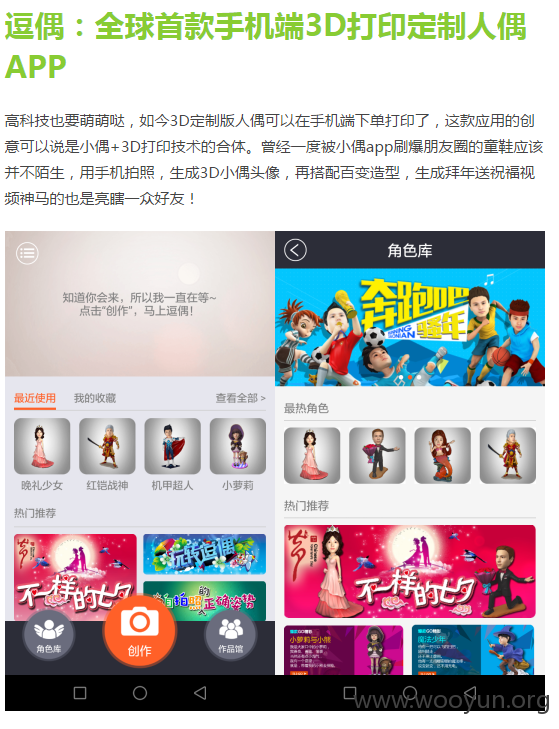 逗偶：全球首款手机端3D打印定制人偶
APP
高科技也要萌萌哒，如今3D定制版人偶可以在手机端下单打印了，这款应用的创
意可以说是小偶+3D打印技术的合体。曾经一度被小偶app刷爆朋友圈的童鞋应该
并不陌生，用手机拍照，生成3D小偶头像，再搭配百变造型，生成拜年送祝福视
频神马的也是亮瞎一众好友！
知道你会来，所以我一直在等~
点击“创作”，马上逗偶！
最近使用 我的收藏 查看全部 >
晚礼少女 红铠战神 机甲超人 小萝莉
热门推荐
不一样的七夕
玩转逗偶
拍照的正确姿势
角色库 创作 作品馆
角色库
奔跑吧
骚年
最热角色
热门推荐
不一样的七夕
小萝莉与小熊
魔法少年
www.wooyun.org